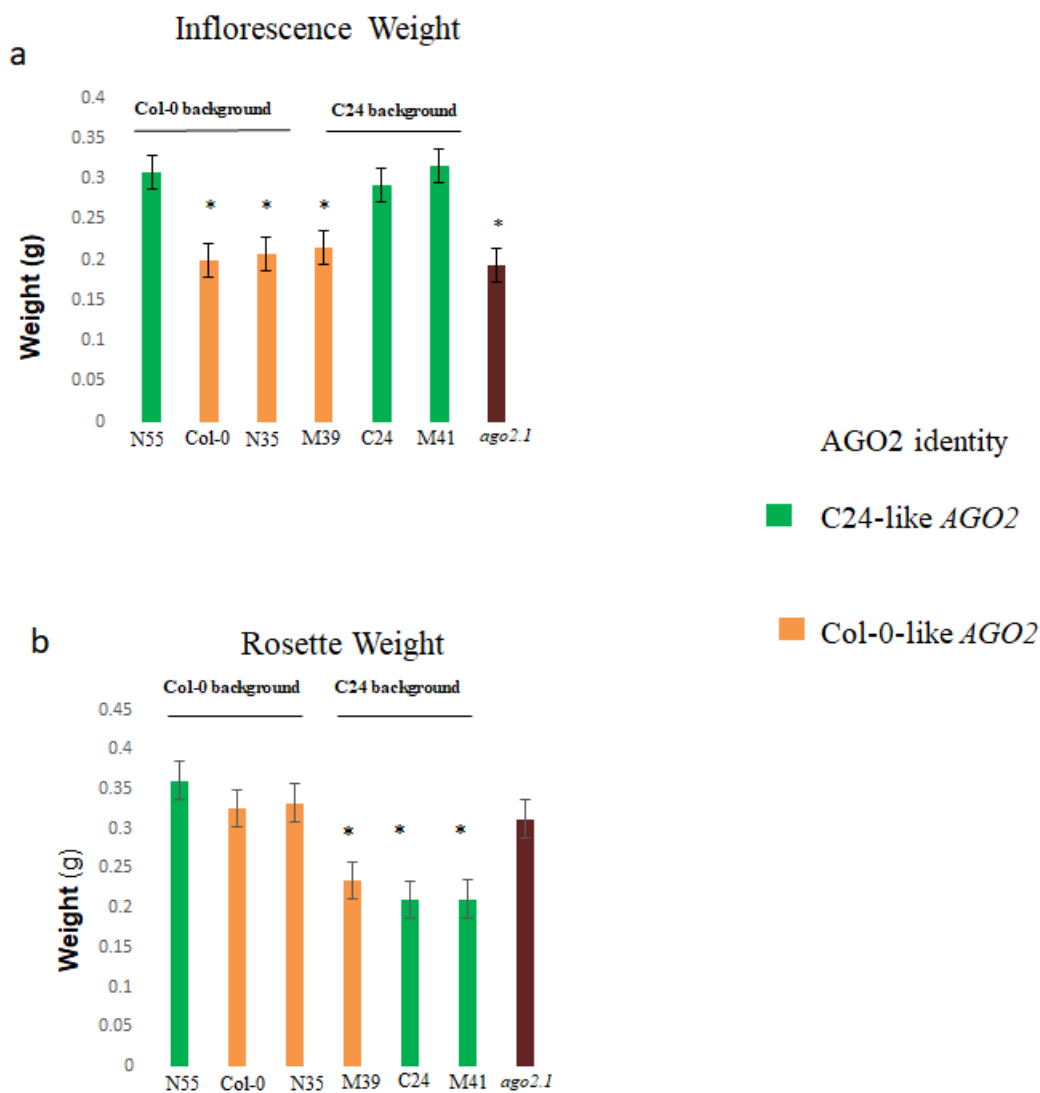 Inflorescence Weight
a
Col-0 background
C24 background
0.4
0.35
0.3
0.25
0.2
0.15
0.1
0.05
0
Weight (g)
* * * *
N55 Col-0 N35 M39 C24 M41 ago2.1
AGO2 identity
C24-like AGO2
Col-0-like AGO2
b
Rosette Weight
Col-0 background
C24 background
0.45
0.4
0.35
0.3
0.25
0.2
0.15
0.1
0.05
0
Weight (g)
* * *
N55 Col-0 N35 M39 C24 M41 ago2.1